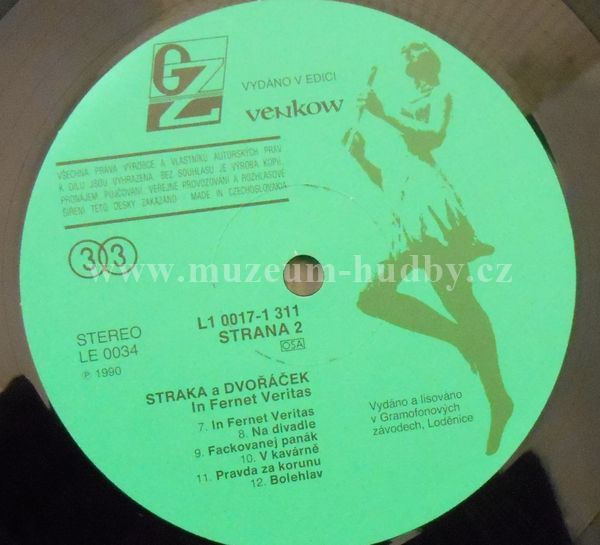 GZ
VYDÁNO V EDICI
VENKOW
VŠECHNA PRÁVA VÝROBCE A VLASTNÍKU AUTORSKÝCH PRÁV
K DÍLU JSOU VYHRAZENA. BEZ SOUHLASU JE VÝROBA KOPIÍ,
PRONÁJEM, PŮJČOVÁNÍ, VEŘEJNÉ PROVOZOVÁNÍ A ROZHLASOVÉ
ŠÍŘENÍ TÉTO DESKY ZAKÁZÁNO · MADE IN CZECHOSLOVAKIA
33
www.muzeum-hudby.cz
STEREO
LE 0034
℗ 1990
L1 0017-1 311
STRANA 2
OSA
STRAKA a DVOŘÁČEK
In Fernet Veritas
7. In Fernet Veritas
8. Na divadle
9. Fackovanej panák
10. V kavárně
11. Pravda za korunu
12. Bolehlav
Vydáno a lisováno
v Gramofonových
závodech, Loděnice